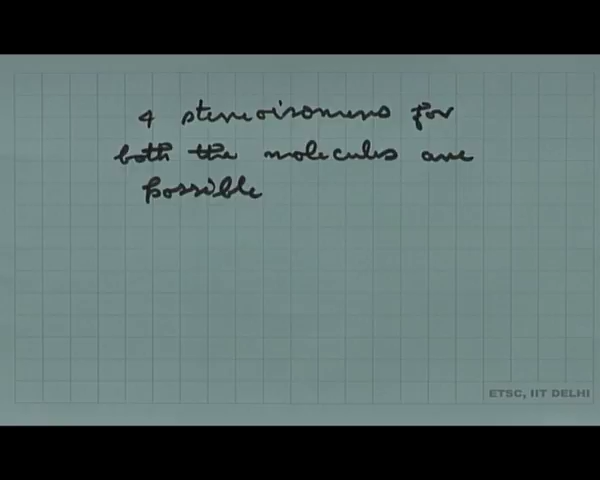 4 stereoisomers for
both the molecules are
possible
ETSC, IIT DELHI